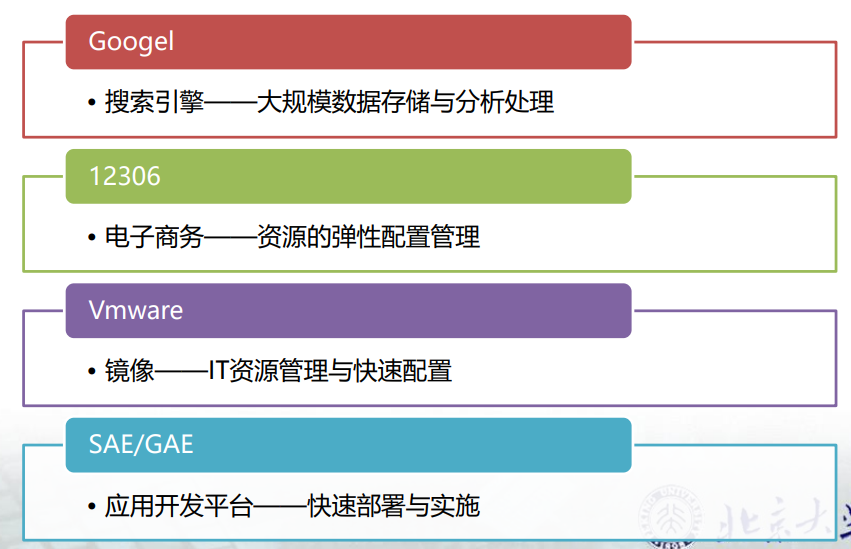 Googel
• 搜索引擎——大规模数据存储与分析处理
12306
• 电子商务——资源的弹性配置管理
Vmware
• 镜像——IT资源管理与快速配置
SAE/GAE
• 应用开发平台——快速部署与实施
北京大学